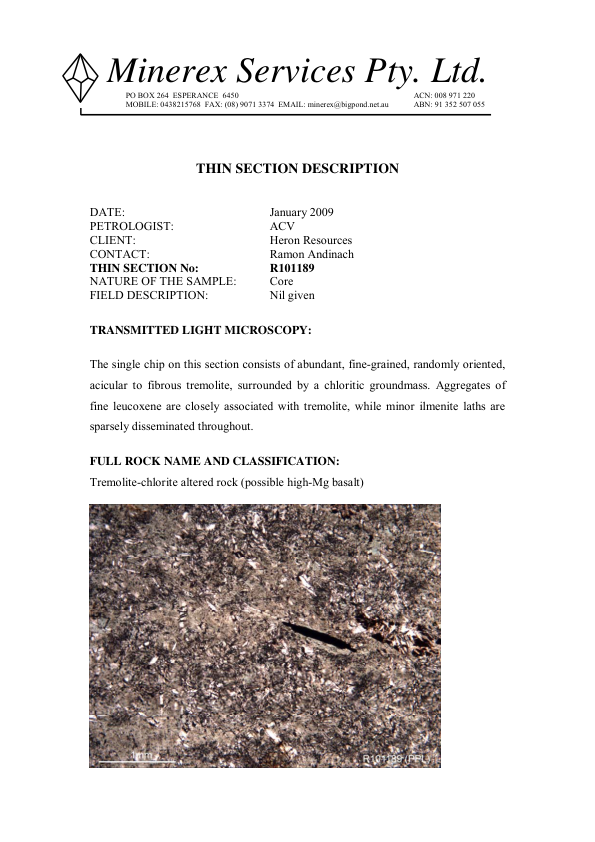 Minerex Services Pty. Ltd.
PO BOX 264 ESPERANCE 6450 ACN: 008 971 220
MOBILE: 0438215768 FAX: (08) 9071 3374 EMAIL: minerex@bigpond.net.au ABN: 91 352 507 055
THIN SECTION DESCRIPTION
DATE: January 2009
PETROLOGIST: ACV
CLIENT: Heron Resources
CONTACT: Ramon Andinach
THIN SECTION No: R101189
NATURE OF THE SAMPLE: Core
FIELD DESCRIPTION: Nil given
TRANSMITTED LIGHT MICROSCOPY:
The single chip on this section consists of abundant, fine-grained, randomly oriented,
acicular to fibrous tremolite, surrounded by a chloritic groundmass. Aggregates of
fine leucoxene are closely associated with tremolite, while minor ilmenite laths are
sparsely disseminated throughout.
FULL ROCK NAME AND CLASSIFICATION:
Tremolite-chlorite altered rock (possible high-Mg basalt)
1mm
R101189 (PPL)